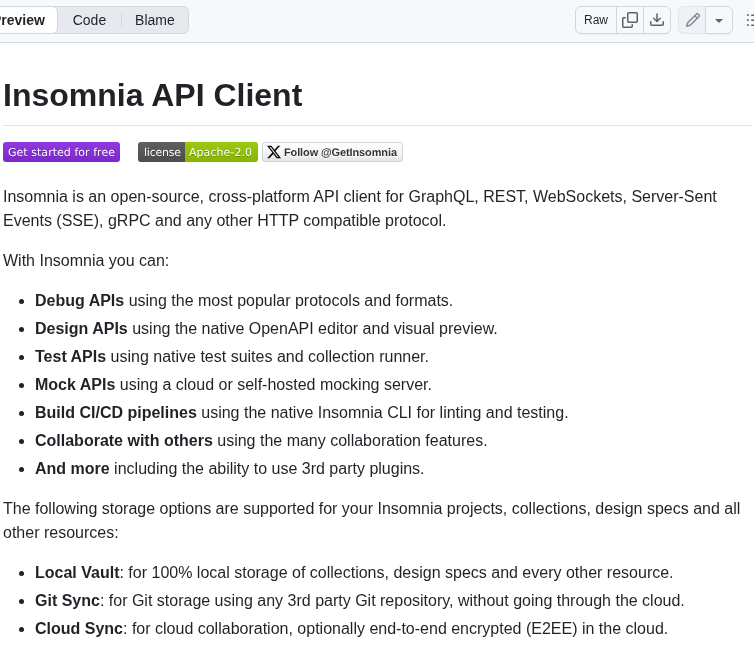 Preview Code Blame Raw
Insomnia API Client
Get started for free license Apache-2.0 Follow @GetInsomnia
Insomnia is an open-source, cross-platform API client for GraphQL, REST, WebSockets, Server-Sent
Events (SSE), gRPC and any other HTTP compatible protocol.
With Insomnia you can:
Debug APIs using the most popular protocols and formats.
Design APIs using the native OpenAPI editor and visual preview.
Test APIs using native test suites and collection runner.
Mock APIs using a cloud or self-hosted mocking server.
Build CI/CD pipelines using the native Insomnia CLI for linting and testing.
Collaborate with others using the many collaboration features.
And more including the ability to use 3rd party plugins.
The following storage options are supported for your Insomnia projects, collections, design specs and all
other resources:
Local Vault: for 100% local storage of collections, design specs and every other resource.
Git Sync: for Git storage using any 3rd party Git repository, without going through the cloud.
Cloud Sync: for cloud collaboration, optionally end-to-end encrypted (E2EE) in the cloud.